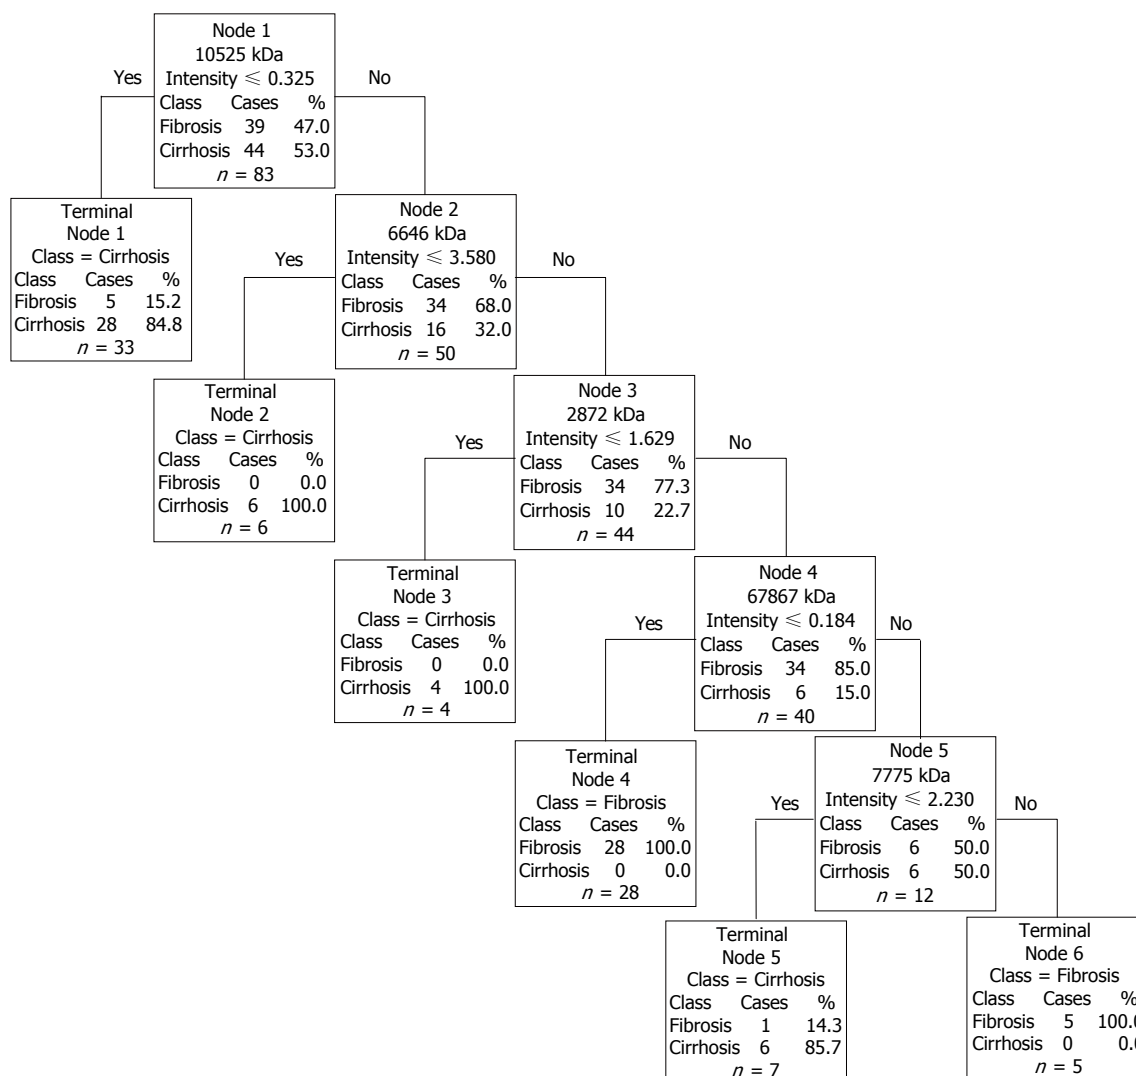 Node 1
10525 kDa
Intensity ⩽ 0.325
Class Cases %
Fibrosis 39 47.0
Cirrhosis 44 53.0
n = 83
Yes
No
Terminal
Node 1
Class = Cirrhosis
Class Cases %
Fibrosis 5 15.2
Cirrhosis 28 84.8
n = 33
Node 2
6646 kDa
Intensity ⩽ 3.580
Class Cases %
Fibrosis 34 68.0
Cirrhosis 16 32.0
n = 50
Yes
No
Terminal
Node 2
Class = Cirrhosis
Class Cases %
Fibrosis 0 0.0
Cirrhosis 6 100.0
n = 6
Node 3
2872 kDa
Intensity ⩽ 1.629
Class Cases %
Fibrosis 34 77.3
Cirrhosis 10 22.7
n = 44
Yes
No
Terminal
Node 3
Class = Cirrhosis
Class Cases %
Fibrosis 0 0.0
Cirrhosis 4 100.0
n = 4
Node 4
67867 kDa
Intensity ⩽ 0.184
Class Cases %
Fibrosis 34 85.0
Cirrhosis 6 15.0
n = 40
Yes
No
Terminal
Node 4
Class = Fibrosis
Class Cases %
Fibrosis 28 100.0
Cirrhosis 0 0.0
n = 28
Node 5
7775 kDa
Intensity ⩽ 2.230
Class Cases %
Fibrosis 6 50.0
Cirrhosis 6 50.0
n = 12
Yes
No
Terminal
Node 5
Class = Cirrhosis
Class Cases %
Fibrosis 1 14.3
Cirrhosis 6 85.7
n = 7
Terminal
Node 6
Class = Fibrosis
Class Cases %
Fibrosis 5 100.0
Cirrhosis 0 0.0
n = 5